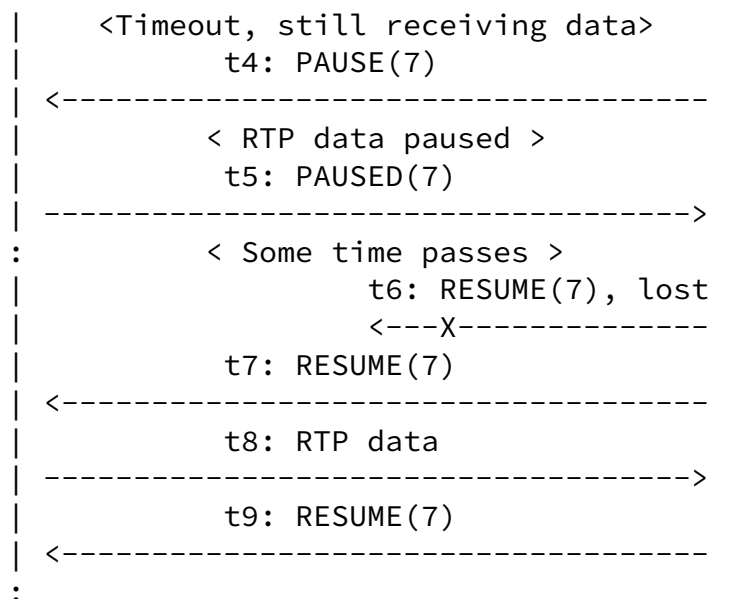 |    <Timeout, still receiving data>
|           t4: PAUSE(7)
| <------------------------------------
|          < RTP data paused >
|           t5: PAUSED(7)
| ------------------------------------>
:          < Some time passes >
|                   t6: RESUME(7), lost
|                   <---X--------------
|           t7: RESUME(7)
| <------------------------------------
|           t8: RTP data
| ------------------------------------>
|           t9: RESUME(7)
| <------------------------------------
: